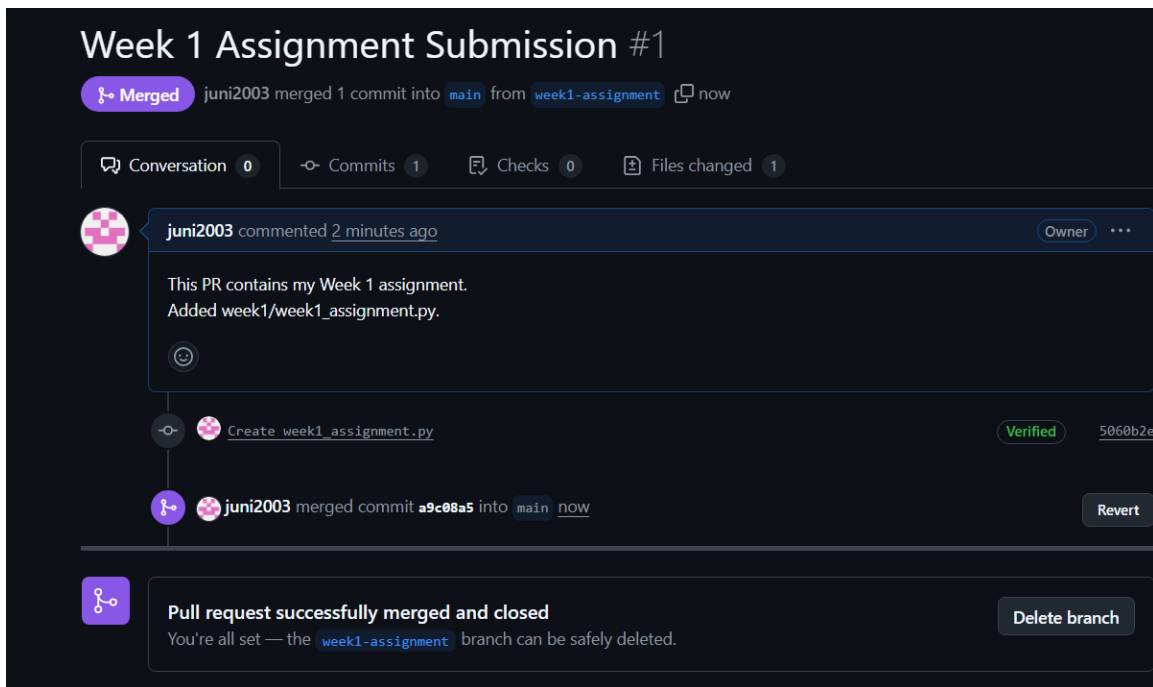 Week 1 Assignment Submission #1
Merged juni2003 merged 1 commit into main from week1-assignment now
Conversation 0 Commits 1 Checks 0 Files changed 1
juni2003 commented 2 minutes ago Owner
This PR contains my Week 1 assignment.
Added week1/week1_assignment.py.
Create week1_assignment.py Verified 5060b2e
juni2003 merged commit a9c08a5 into main now Revert
Pull request successfully merged and closed
You're all set — the week1-assignment branch can be safely deleted. Delete branch